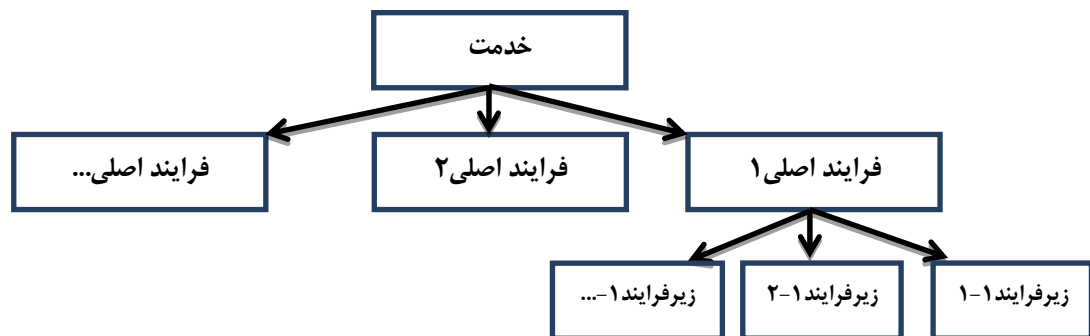 خدمت
فرایند اصلی۱
فرایند اصلی۲
فرایند اصلی...
زیرفرایند۱-۱
زیرفرایند۱-۲
زیرفرایند۱-...